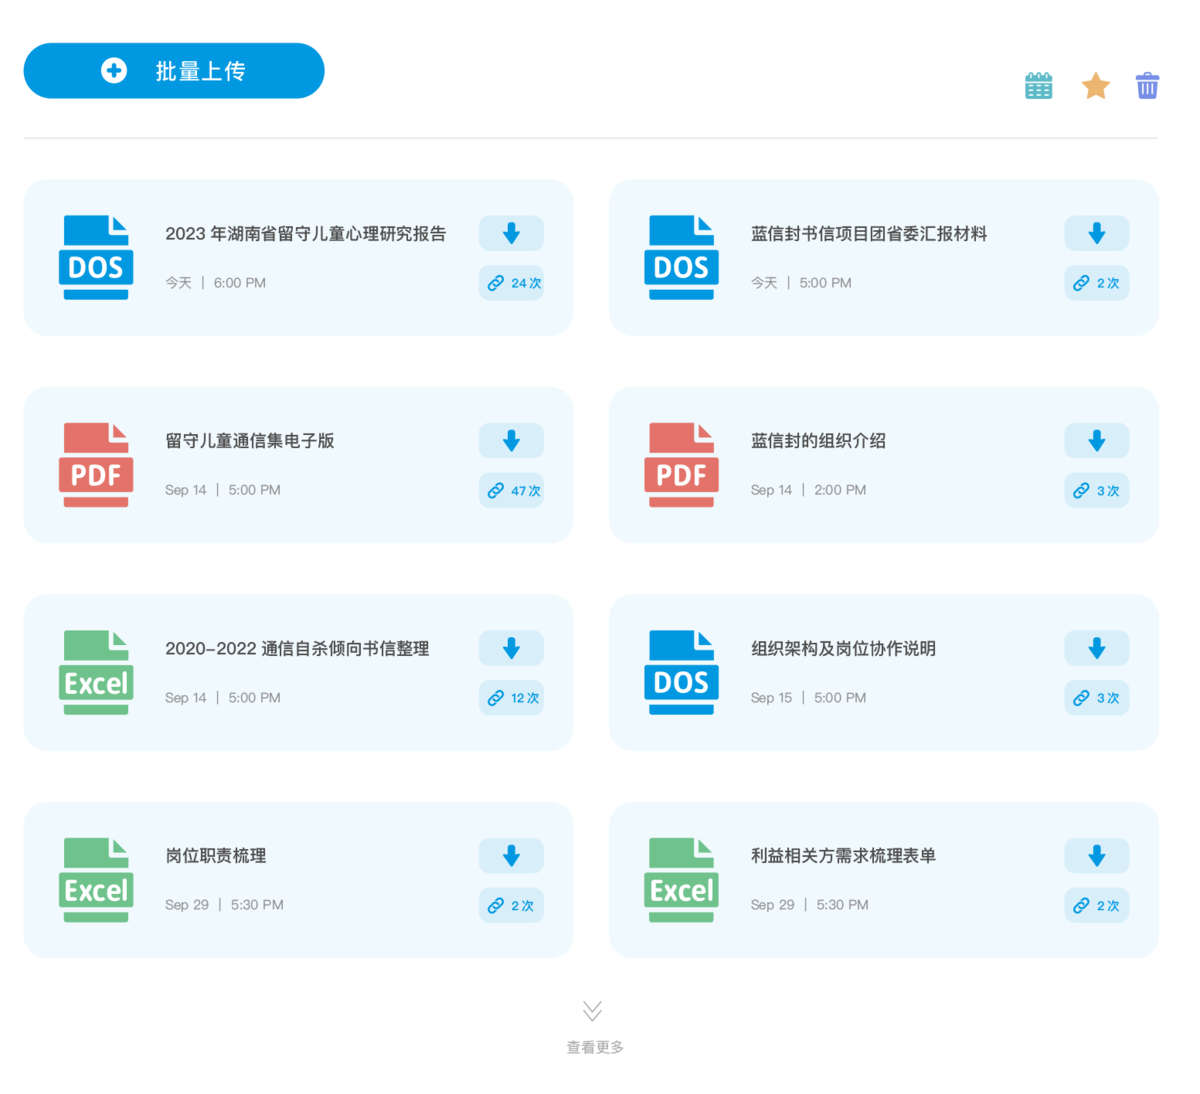 批量上传
DOS
2023 年湖南省留守儿童心理研究报告
今天 | 6:00 PM
24 次
DOS
蓝信封书信项目团省委汇报材料
今天 | 5:00 PM
2 次
PDF
留守儿童通信集电子版
Sep 14 | 5:00 PM
47 次
PDF
蓝信封的组织介绍
Sep 14 | 2:00 PM
3 次
Excel
2020-2022 通信自杀倾向书信整理
Sep 14 | 5:00 PM
12 次
DOS
组织架构及岗位协作说明
Sep 15 | 5:00 PM
3 次
Excel
岗位职责梳理
Sep 29 | 5:30 PM
2 次
Excel
利益相关方需求梳理表单
Sep 29 | 5:30 PM
2 次
查看更多